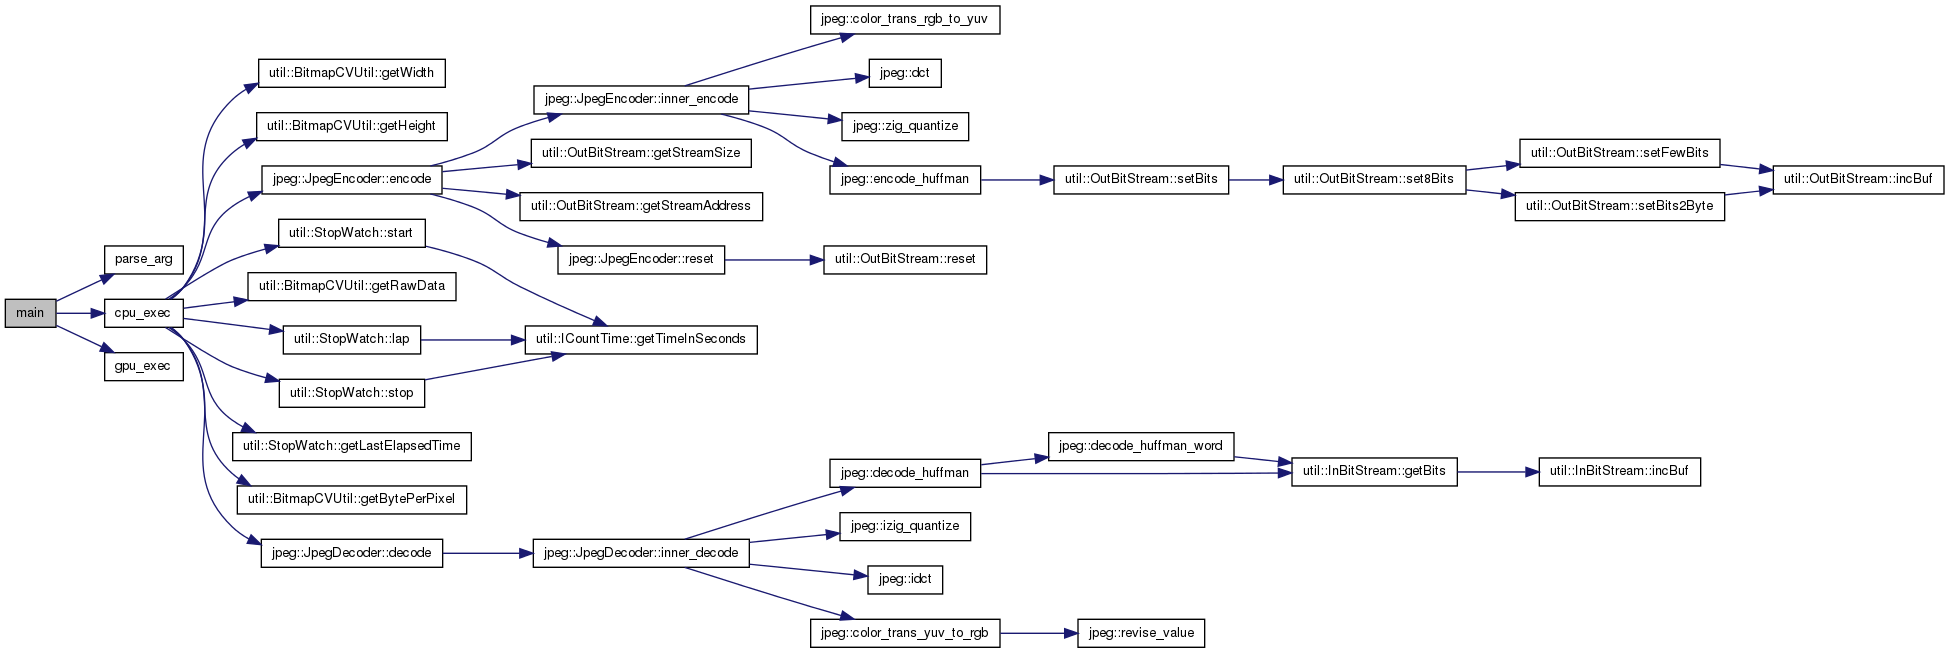 main
parse_arg
cpu_exec
gpu_exec
util::BitmapCVUtil::getWidth
util::BitmapCVUtil::getHeight
jpeg::JpegEncoder::encode
util::StopWatch::start
util::BitmapCVUtil::getRawData
util::StopWatch::lap
util::StopWatch::stop
util::StopWatch::getLastElapsedTime
util::BitmapCVUtil::getBytePerPixel
jpeg::JpegDecoder::decode
jpeg::JpegEncoder::inner_encode
util::OutBitStream::getStreamSize
util::OutBitStream::getStreamAddress
jpeg::JpegEncoder::reset
util::ICountTime::getTimeInSeconds
jpeg::JpegDecoder::inner_decode
jpeg::color_trans_rgb_to_yuv
jpeg::dct
jpeg::zig_quantize
jpeg::encode_huffman
util::OutBitStream::reset
jpeg::decode_huffman
jpeg::izig_quantize
jpeg::idct
jpeg::color_trans_yuv_to_rgb
util::OutBitStream::setBits
jpeg::decode_huffman_word
jpeg::revise_value
util::OutBitStream::set8Bits
util::InBitStream::getBits
util::OutBitStream::setFewBits
util::OutBitStream::setBits2Byte
util::InBitStream::incBuf
util::OutBitStream::incBuf